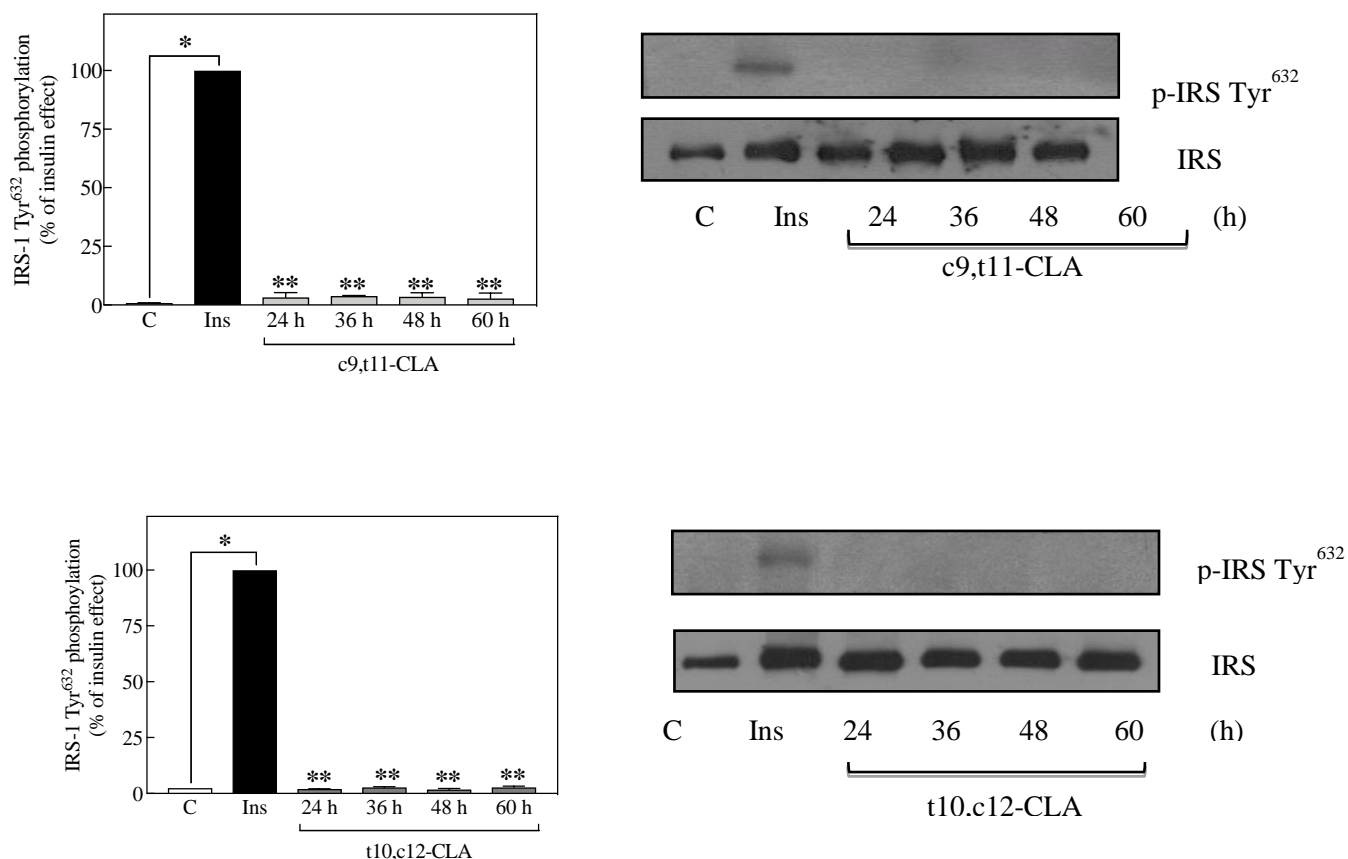 IRS-1 Tyr632 phosphorylation
(% of insulin effect)
100
75
50
25
0
*
** ** ** **
C Ins 24 h 36 h 48 h 60 h
c9,t11-CLA
p-IRS Tyr632
IRS
C Ins 24 36 48 60 (h)
c9,t11-CLA
IRS-1 Tyr632 phosphoylation
(% of insulin effect)
100
75
50
25
0
*
** ** ** **
C Ins 24 h 36 h 48 h 60 h
t10,c12-CLA
p-IRS Tyr632
IRS
C Ins 24 36 48 60 (h)
t10,c12-CLA